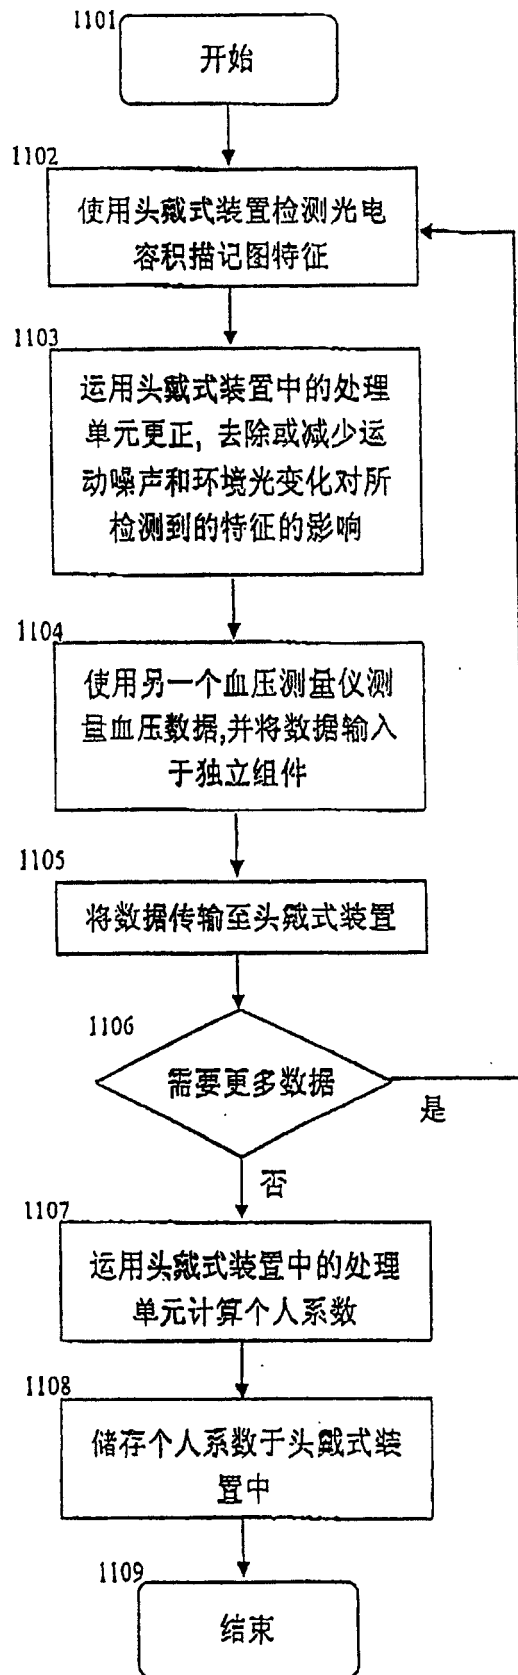 1101
开始
1102
使用头戴式装置检测光电
容积描记图特征
1103
运用头戴式装置中的处理
单元更正, 去除或减少运
动噪声和环境光变化对所
检测到的特征的影响
1104
使用另一个血压测量仪测
量血压数据,并将数据输入
于独立组件
1105
将数据传输至头戴式装置
1106
需要更多数据
是
否
1107
运用头戴式装置中的处理
单元计算个人系数
1108
储存个人系数于头戴式装
置中
1109
结束